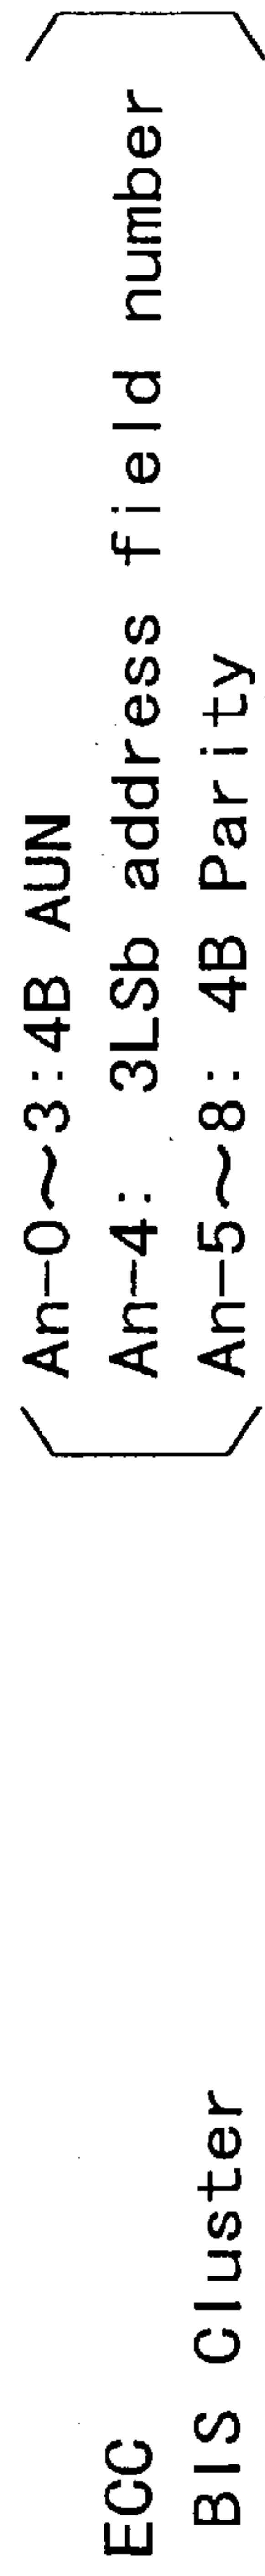 ECC
BIS Cluster
An-0～3:4B AUN
An-4: 3LSb address field number
An-5～8: 4B Parity